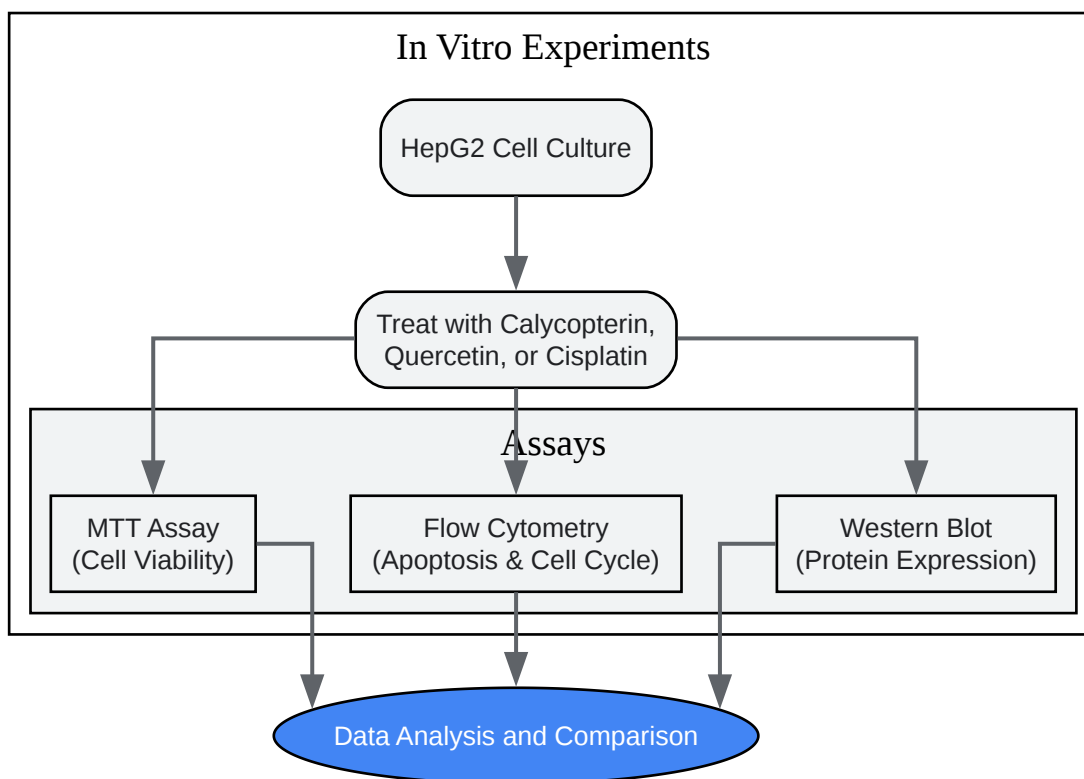 In Vitro Experiments
HepG2 Cell Culture
Treat with Calycopterin,
Quercetin, or Cisplatin
Assays
MTT Assay
(Cell Viability)
Flow Cytometry
(Apoptosis & Cell Cycle)
Western Blot
(Protein Expression)
Data Analysis and Comparison